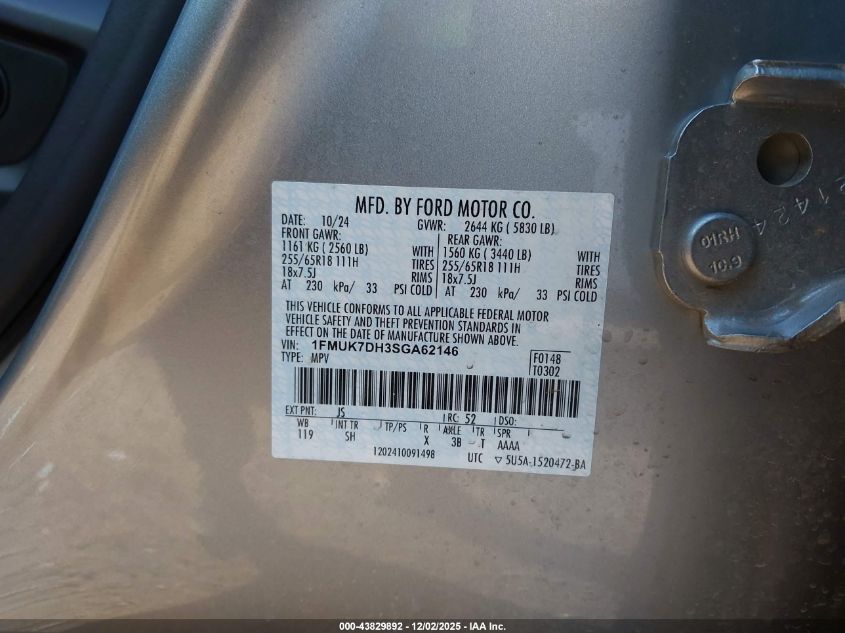 MFD. BY FORD MOTOR CO.
DATE: 10/24 GVWR: 2644 KG ( 5830 LB)
FRONT GAWR: REAR GAWR:
1161 KG ( 2560 LB) WITH 1560 KG ( 3440 LB) WITH
255/65R18 111H TIRES 255/65R18 111H TIRES
18x7.5J RIMS 18x7.5J RIMS
AT 230 kPa/ 33 PSI COLD AT 230 kPa/ 33 PSI COLD
THIS VEHICLE CONFORMS TO ALL APPLICABLE FEDERAL MOTOR
VEHICLE SAFETY AND THEFT PREVENTION STANDARDS IN
EFFECT ON THE DATE OF MANUFACTURE SHOWN ABOVE.
VIN: 1FMUK7DH3SGA62146 F0148
TYPE: MPV T0302
EXT PNT: JS RC: 52 DSO:
WB INT TR TP/PS R AXLE TR SPR
119 SH X 3B T AAAA
1202410091498 UTC ▽ 5U5A-1520472-BA
21424
01RH
10.6
000-43829892 - 12/02/2025 - IAA Inc.